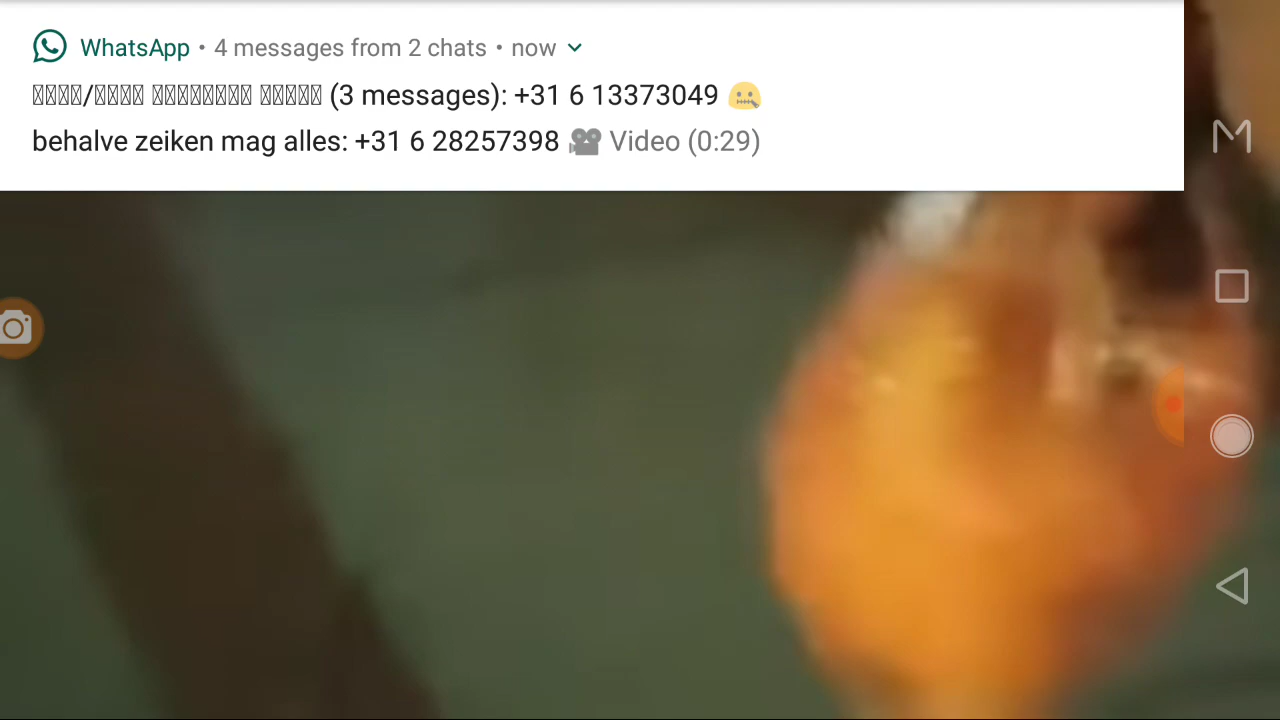 WhatsApp • 4 messages from 2 chats • now
(3 messages): +31 6 13373049 🤐
behalve zeiken mag alles: +31 6 28257398 🎥 Video (0:29)